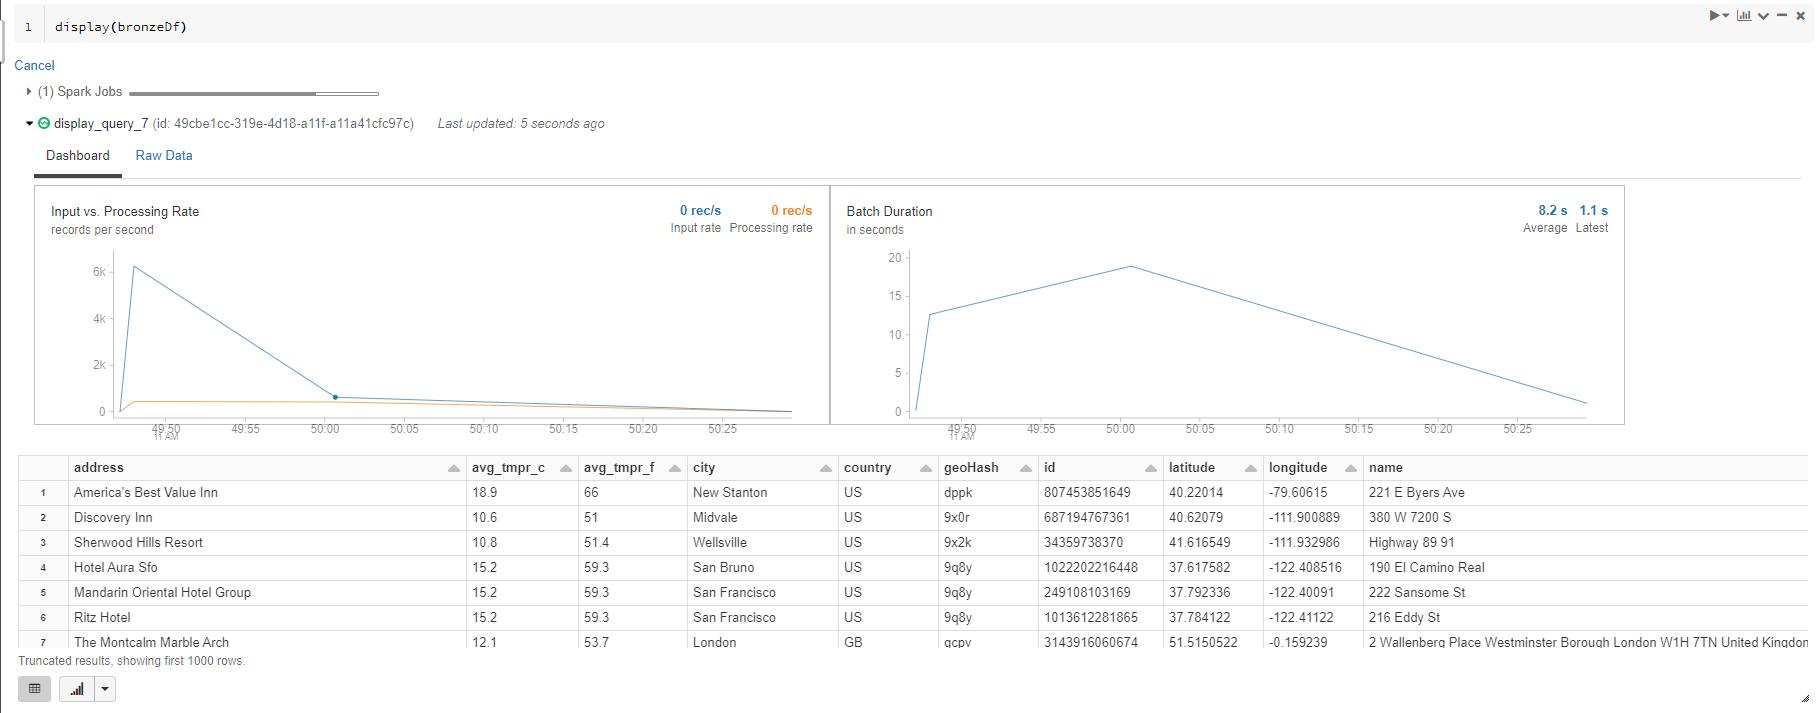 1 display(bronzeDf)
Cancel
(1) Spark Jobs
display_query_7 (id: 49cbe1cc-319e-4d18-a11f-a11a41cfc97c) Last updated: 5 seconds ago
Dashboard Raw Data
Input vs. Processing Rate 0 rec/s 0 rec/s
records per second Input rate Processing rate
6k
4k
2k
0
49:50 49:55 50:00 50:05 50:10 50:15 50:20 50:25
11 AM
Batch Duration 8.2 s 1.1 s
in seconds Average Latest
20
15
10
5
0
49:50 49:55 50:00 50:05 50:10 50:15 50:20 50:25
11 AM
address avg_tmpr_c avg_tmpr_f city country geoHash id latitude longitude name
1 America's Best Value Inn 18.9 66 New Stanton US dppk 807453851649 40.22014 -79.60615 221 E Byers Ave
2 Discovery Inn 10.6 51 Midvale US 9x0r 687194767361 40.62079 -111.900889 380 W 7200 S
3 Sherwood Hills Resort 10.8 51.4 Wellsville US 9x2k 34359738370 41.616549 -111.932986 Highway 89 91
4 Hotel Aura Sfo 15.2 59.3 San Bruno US 9q8y 1022202216448 37.617582 -122.408516 190 El Camino Real
5 Mandarin Oriental Hotel Group 15.2 59.3 San Francisco US 9q8y 249108103169 37.792336 -122.40091 222 Sansome St
6 Ritz Hotel 15.2 59.3 San Francisco US 9q8y 1013612281865 37.784122 -122.41122 216 Eddy St
7 The Montcalm Marble Arch 12.1 53.7 London GB gcpv 3143916060674 51.5150522 -0.159239 2 Wallenberg Place Westminster Borough London W1H 7TN United Kingdom
Truncated results, showing first 1000 rows.